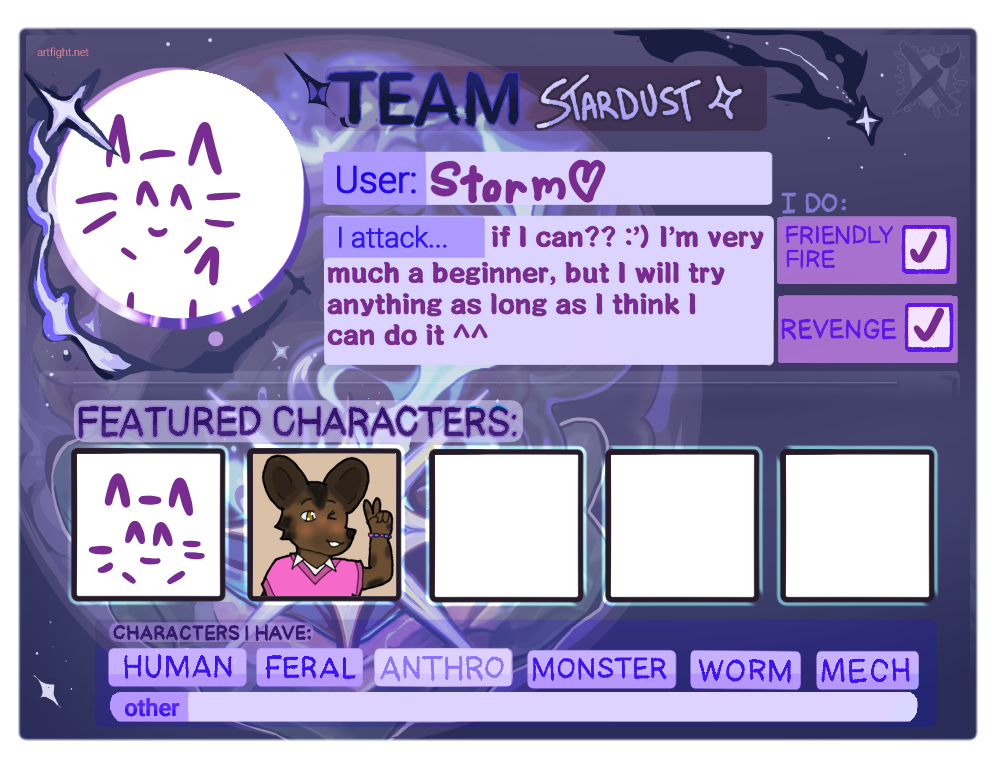 artfight.net
TEAM STARDUST
User: Storm♡
I attack... if I can?? :') I'm very
much a beginner, but I will try
anything as long as I think I
can do it ^^
I DO:
FRIENDLY
FIRE
REVENGE
FEATURED CHARACTERS:
CHARACTERS I HAVE:
HUMAN FERAL ANTHRO MONSTER WORM MECH
other